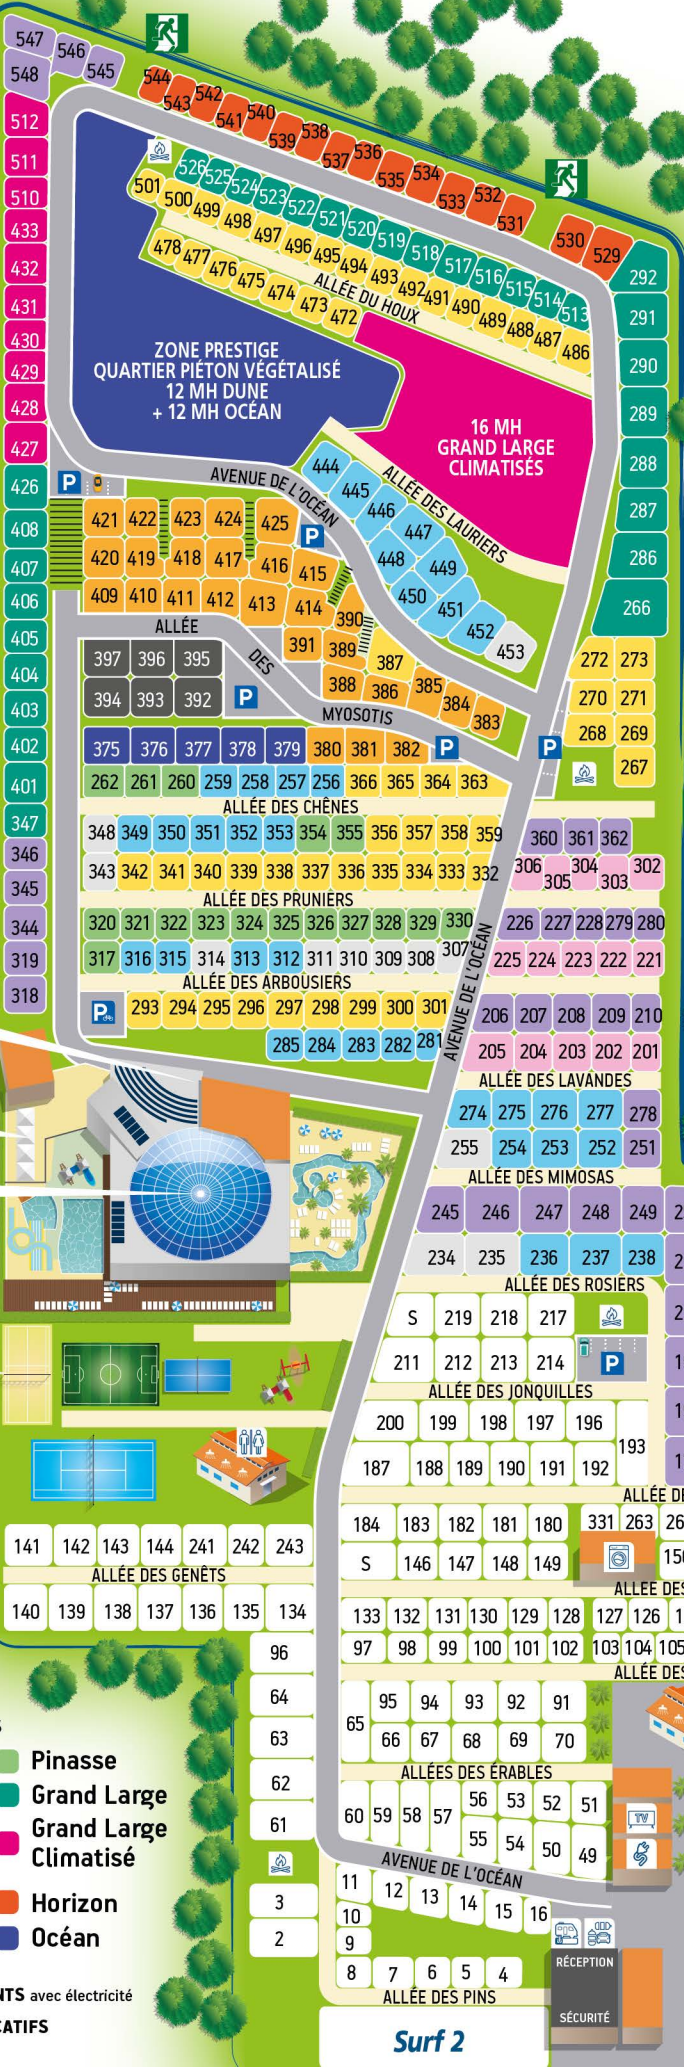 547 546 545
548
544 543 542 541 540 539 538 537 536 535 534 533 532 531
530 529
512
511
510
433
432
431
430
429
428
427
426
408
407
406
405
404
403
402
401
347
346
345
344
319
318
526 525 524 523 522 521 520 519 518 517 516 515 514 513
501 500 499 498 497 496 495 494 493 492 491 490 489 488 487 486
478 477 476 475 474 473 472
ALLÉE DU HOUX
292
291
290
289
288
287
286
266
ZONE PRESTIGE
QUARTIER PIÉTON VÉGÉTALISÉ
12 MH DUNE
+ 12 MH OCÉAN
16 MH
GRAND LARGE
CLIMATISÉS
ALLÉE DES LAURIERS
AVENUE DE L'OCÉAN
P
444 445 446 447
448 449
450 451 452 453
421 422 423 424 425
P
420 419 418 417 416 415
409 410 411 412 413 414
390
391 389 387
388 386 385 384 383
ALLÉE DES MYOSOTIS
397 396 395
394 393 392
P
272 273
270 271
268 269
267
P
375 376 377 378 379 380 381 382
P
262 261 260 259 258 257 256 366 365 364 363
ALLÉE DES CHÊNES
348 349 350 351 352 353 354 355 356 357 358 359
360 361 362
343 342 341 340 339 338 337 336 335 334 333 332
306 305 304 303 302
ALLÉE DES PRUNIERS
320 321 322 323 324 325 326 327 328 329 330
226 227 228 279 280
317 316 315 314 313 312 311 310 309 308 307
225 224 223 222 221
ALLÉE DES ARBOUSIERS
AVENUE DE L'OCÉAN
P
293 294 295 296 297 298 299 300 301
206 207 208 209 210
285 284 283 282 281
205 204 203 202 201
ALLÉE DES LAVANDES
274 275 276 277 278
255 254 253 252 251
ALLÉE DES MIMOSAS
245 246 247 248 249 2
234 235 236 237 238 2
ALLÉE DES ROSIERS
S 219 218 217
2
211 212 213 214
P
1
ALLÉE DES JONQUILLES
200 199 198 197 196
193
1
187 188 189 190 191 192
1
ALLÉE DE
184 183 182 181 180 331 263 26
S 146 147 148 149
15
ALLÉE DES
141 142 143 144 241 242 243
ALLÉE DES GENÊTS
140 139 138 137 136 135 134
133 132 131 130 129 128 127 126 1
97 98 99 100 101 102 103 104 105
ALLÉE DES
96
64
63
62
61
3
2
65
95 94 93 92 91
66 67 68 69 70
ALLÉES DES ÉRABLES
60 59 58 57 56 53 52 51
55 54 50 49
TV
AVENUE DE L'OCÉAN
11 12 13 14 15 16
10
9
8 7 6 5 4
ALLÉE DES PINS
RÉCEPTION
SÉCURITÉ
Surf 2
S
Pinasse
Grand Large
Grand Large
Climatisé
Horizon
Océan
NTS avec électricité
CATIFS